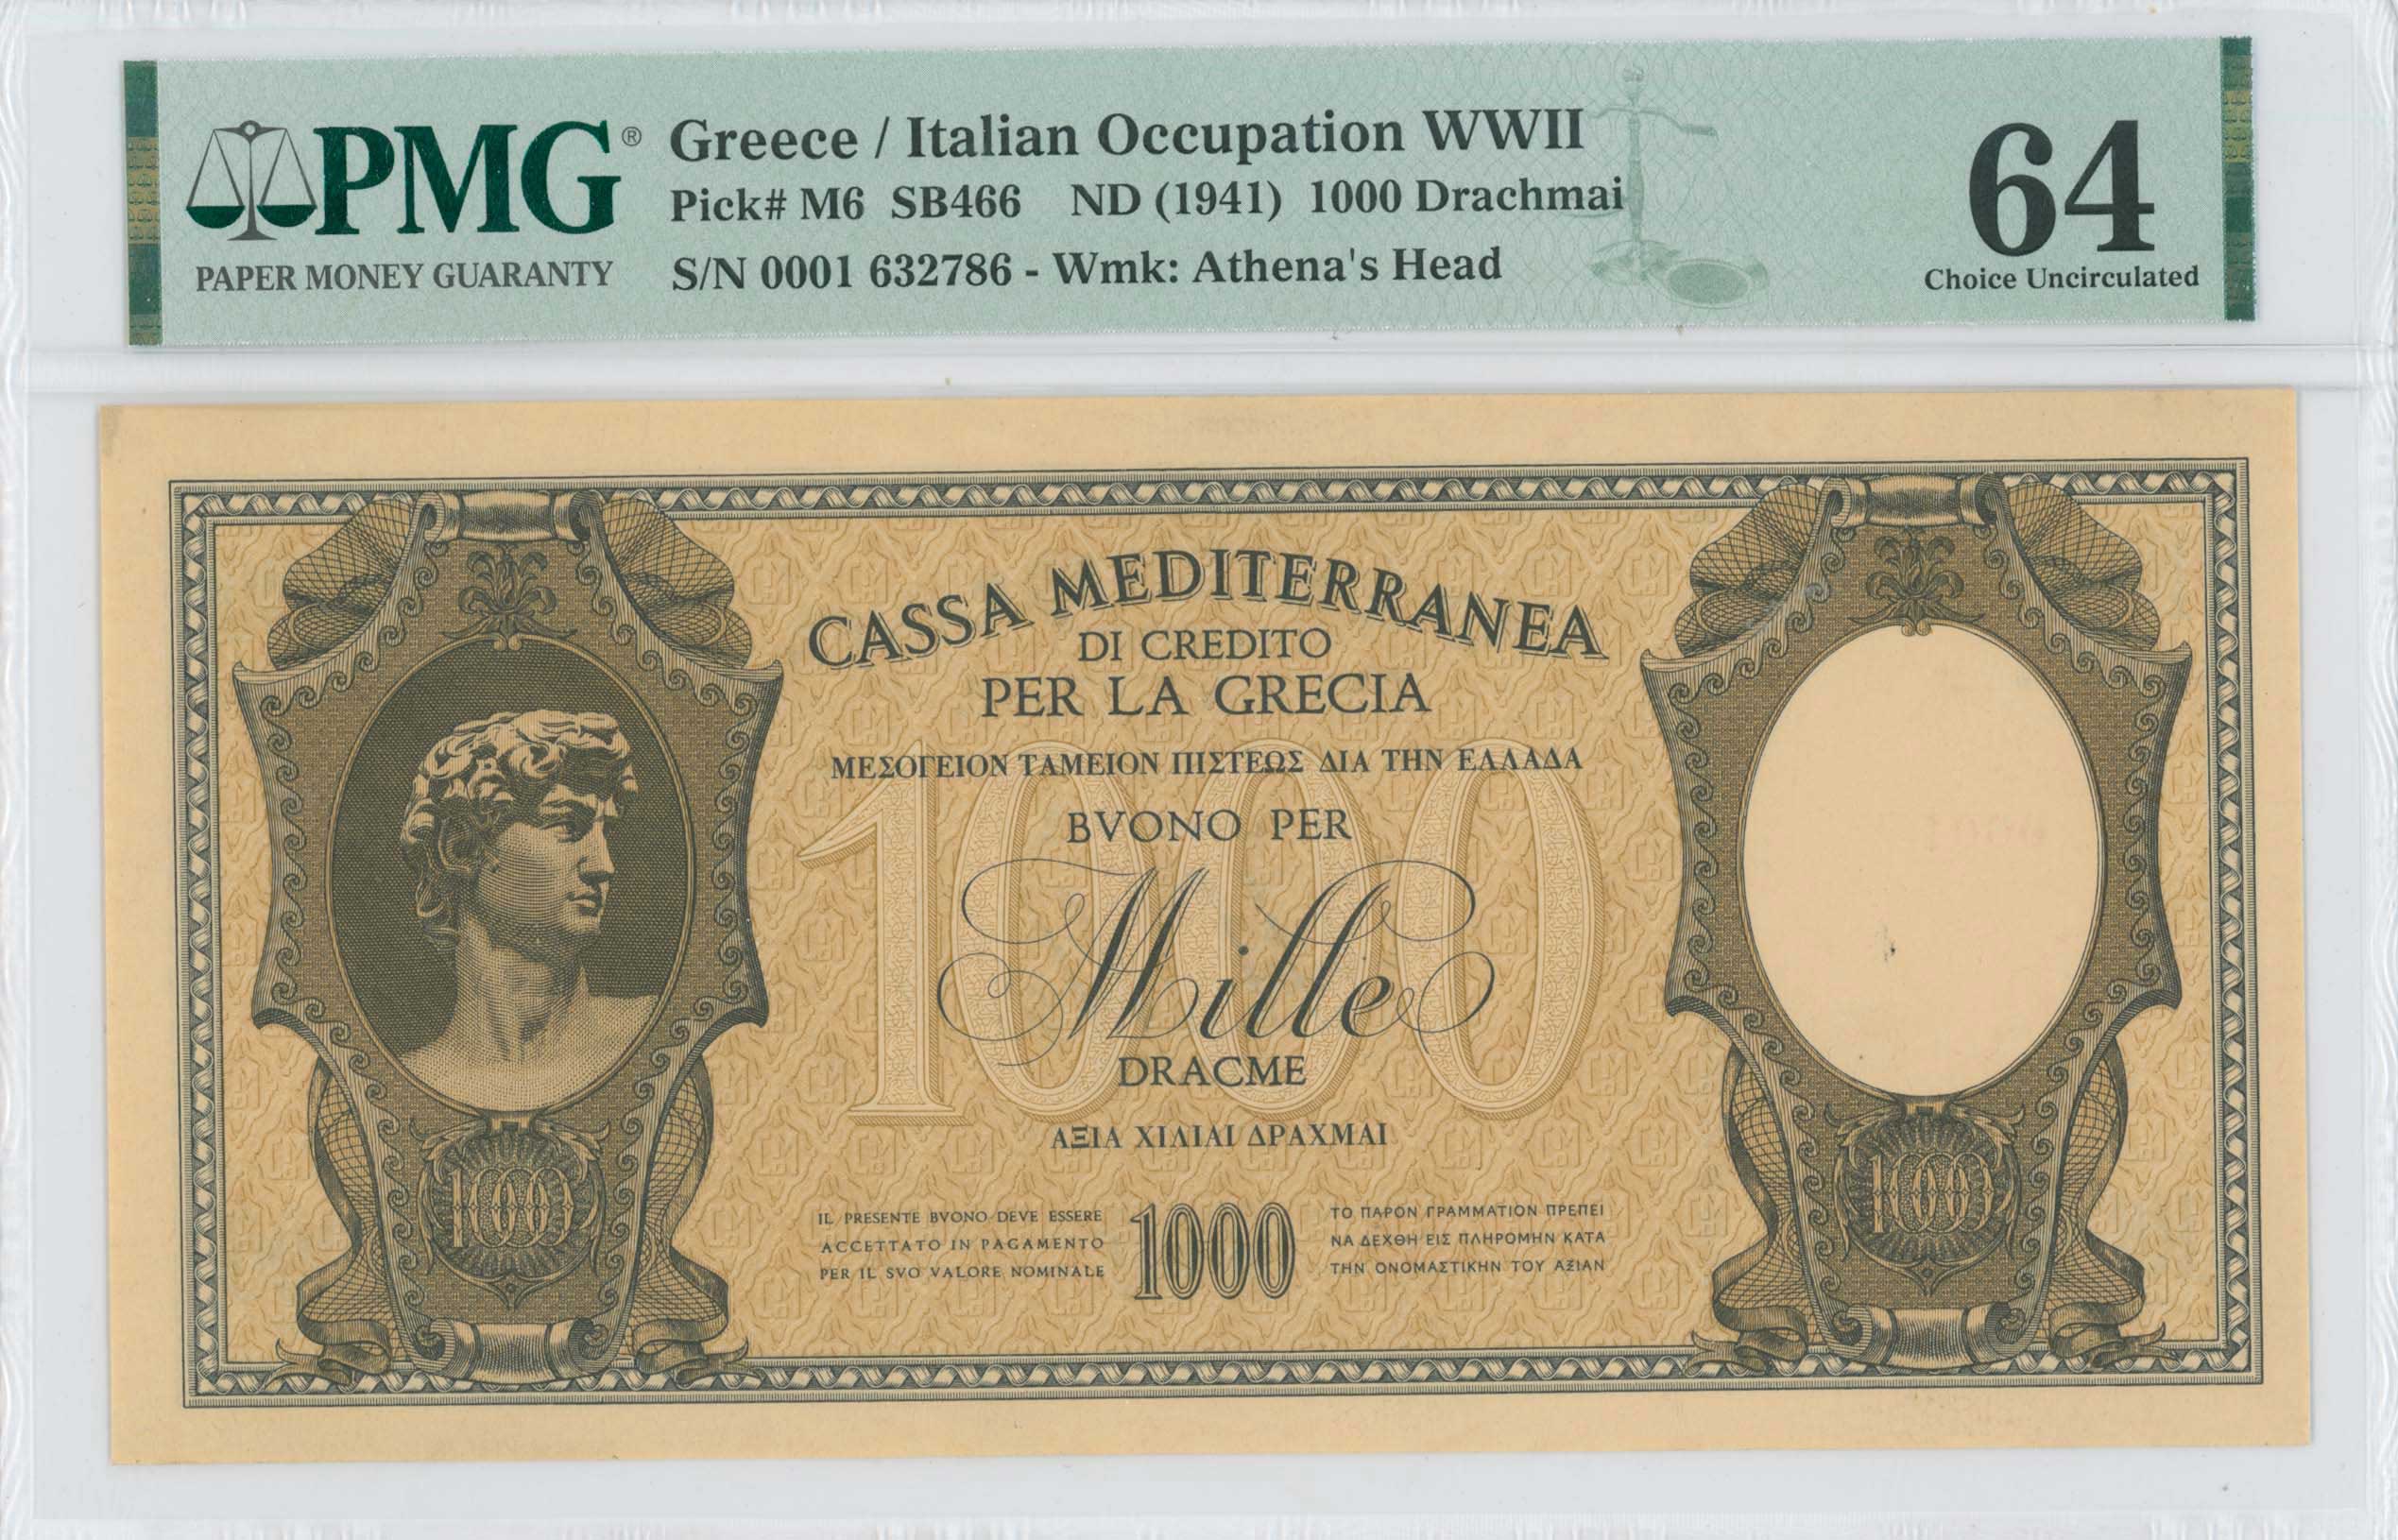 PMG®
PAPER MONEY GUARANTY
Greece / Italian Occupation WWII
Pick# M6 SB466 ND (1941) 1000 Drachmai
S/N 0001 632786 - Wmk: Athena's Head
64
Choice Uncirculated
CASSA MEDITERRANEA
DI CREDITO
PER LA GRECIA
ΜΕΣΟΓΕΙΟΝ ΤΑΜΕΙΟΝ ΠΙΣΤΕΩΣ ΔΙΑ ΤΗΝ ΕΛΛΑΔΑ
1000
BVONO PER
Mille
DRACME
ΑΞΙΑ ΧΙΛΙΑΙ ΔΡΑΧΜΑΙ
1000
IL PRESENTE BVONO DEVE ESSERE
ACCETTATO IN PAGAMENTO
PER IL SVO VALORE NOMINALE
1000
ΤΟ ΠΑΡΟΝ ΓΡΑΜΜΑΤΙΟΝ ΠΡΕΠΕΙ
ΝΑ ΔΕΧΘΗ ΕΙΣ ΠΛΗΡΟΜΗΝ ΚΑΤΑ
ΤΗΝ ΟΝΟΜΑΣΤΙΚΗΝ ΤΟΥ ΑΞΙΑΝ
1000